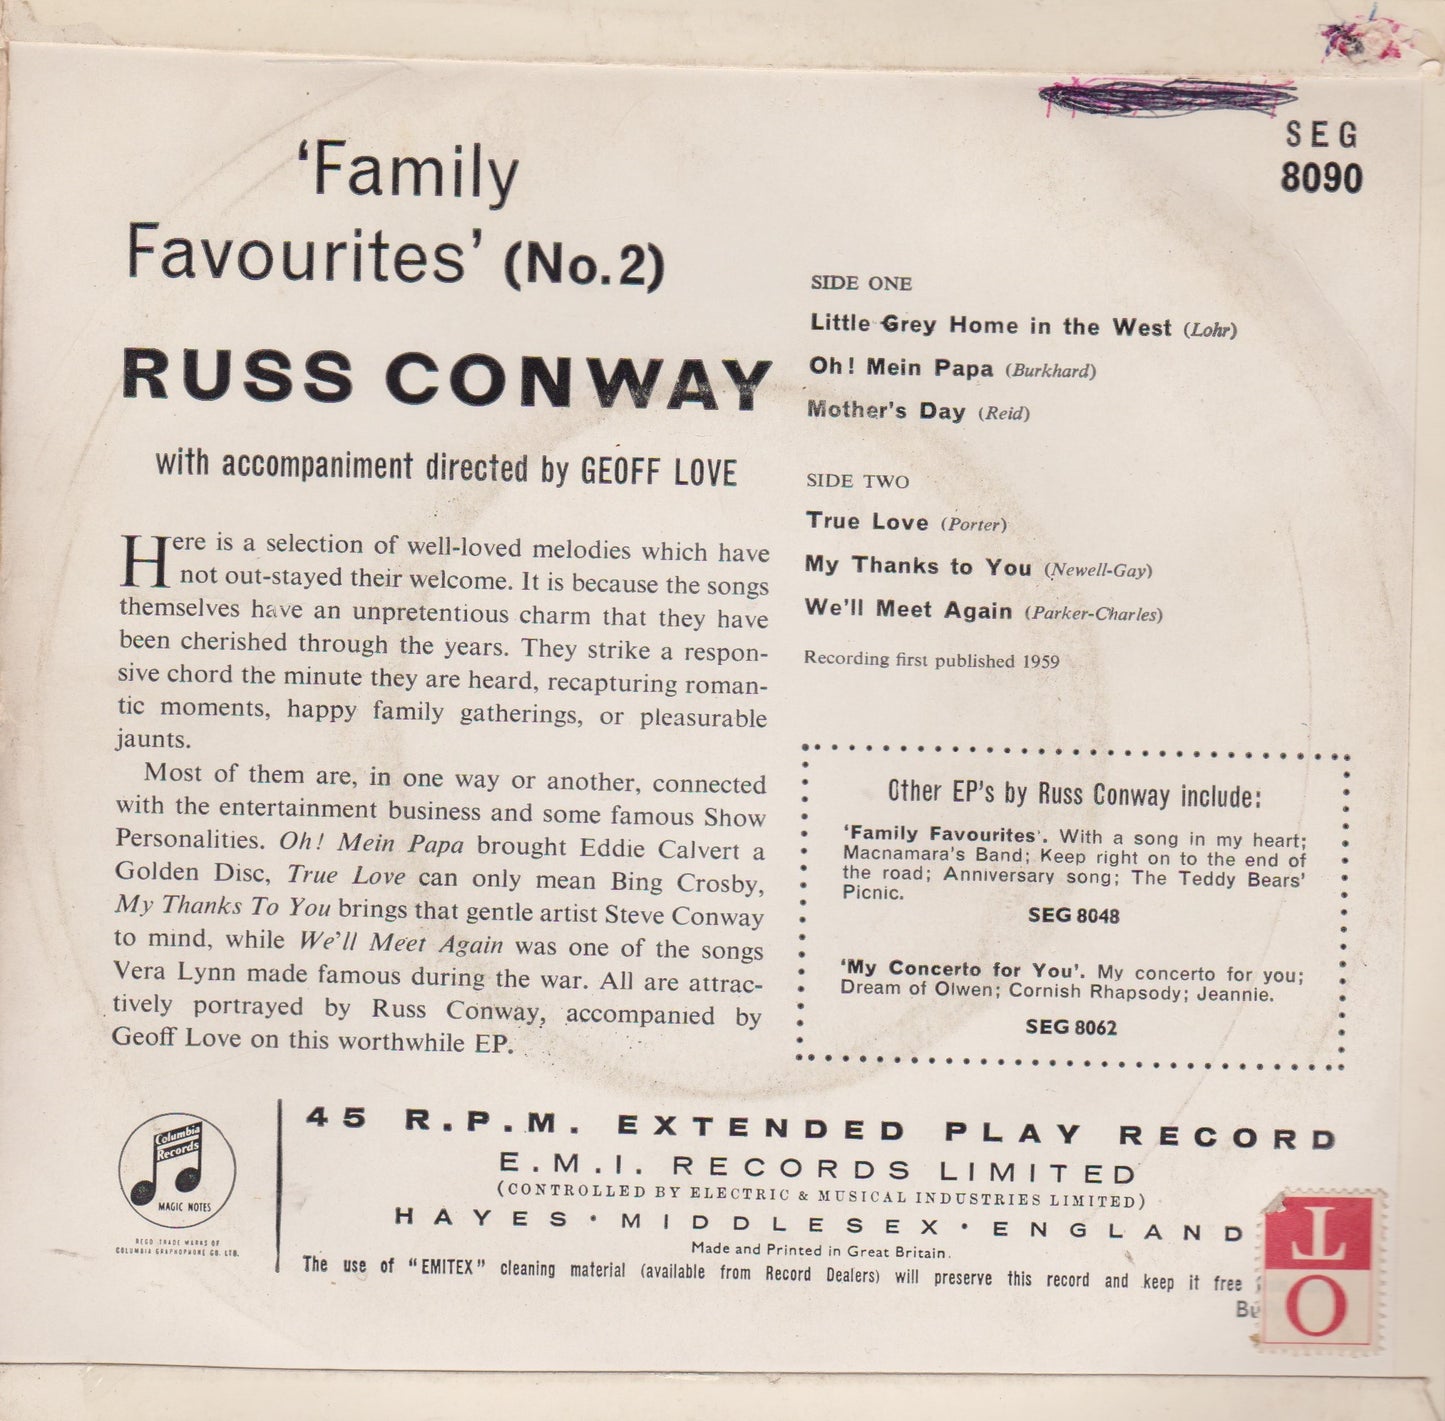 SEG
8090
'Family
Favourites' (No. 2)
RUSS CONWAY
with accompaniment directed by GEOFF LOVE
Here is a selection of well-loved melodies which have
not out-stayed their welcome. It is because the songs
themselves have an unpretentious charm that they have
been cherished through the years. They strike a respon-
sive chord the minute they are heard, recapturing roman-
tic moments, happy family gatherings, or pleasurable
jaunts.
Most of them are, in one way or another, connected
with the entertainment business and some famous Show
Personalities. Oh! Mein Papa brought Eddie Calvert a
Golden Disc, True Love can only mean Bing Crosby,
My Thanks To You brings that gentle artist Steve Conway
to mind, while We'll Meet Again was one of the songs
Vera Lynn made famous during the war. All are attrac-
tively portrayed by Russ Conway, accompanied by
Geoff Love on this worthwhile EP.
SIDE ONE
Little Grey Home in the West (Lohr)
Oh! Mein Papa (Burkhard)
Mother's Day (Reid)
SIDE TWO
True Love (Porter)
My Thanks to You (Newell-Gay)
We'll Meet Again (Parker-Charles)
Recording first published 1959
Other EP's by Russ Conway include:
'Family Favourites'. With a song in my heart;
Macnamara's Band; Keep right on to the end of
the road; Anniversary song; The Teddy Bears'
Picnic.
SEG 8048
'My Concerto for You'. My concerto for you;
Dream of Olwen; Cornish Rhapsody; Jeannie.
SEG 8062
Columbia
Records
MAGIC NOTES
REGD. TRADE MARKS OF
COLUMBIA GRAPHOPHONE CO. LTD.
45 R.P.M. EXTENDED PLAY RECORD
E.M.I. RECORDS LIMITED
(CONTROLLED BY ELECTRIC & MUSICAL INDUSTRIES LIMITED)
HAYES · MIDDLESEX · ENGLAND
Made and Printed in Great Britain.
The use of "EMITEX" cleaning material (available from Record Dealers) will preserve this record and keep it free
TO